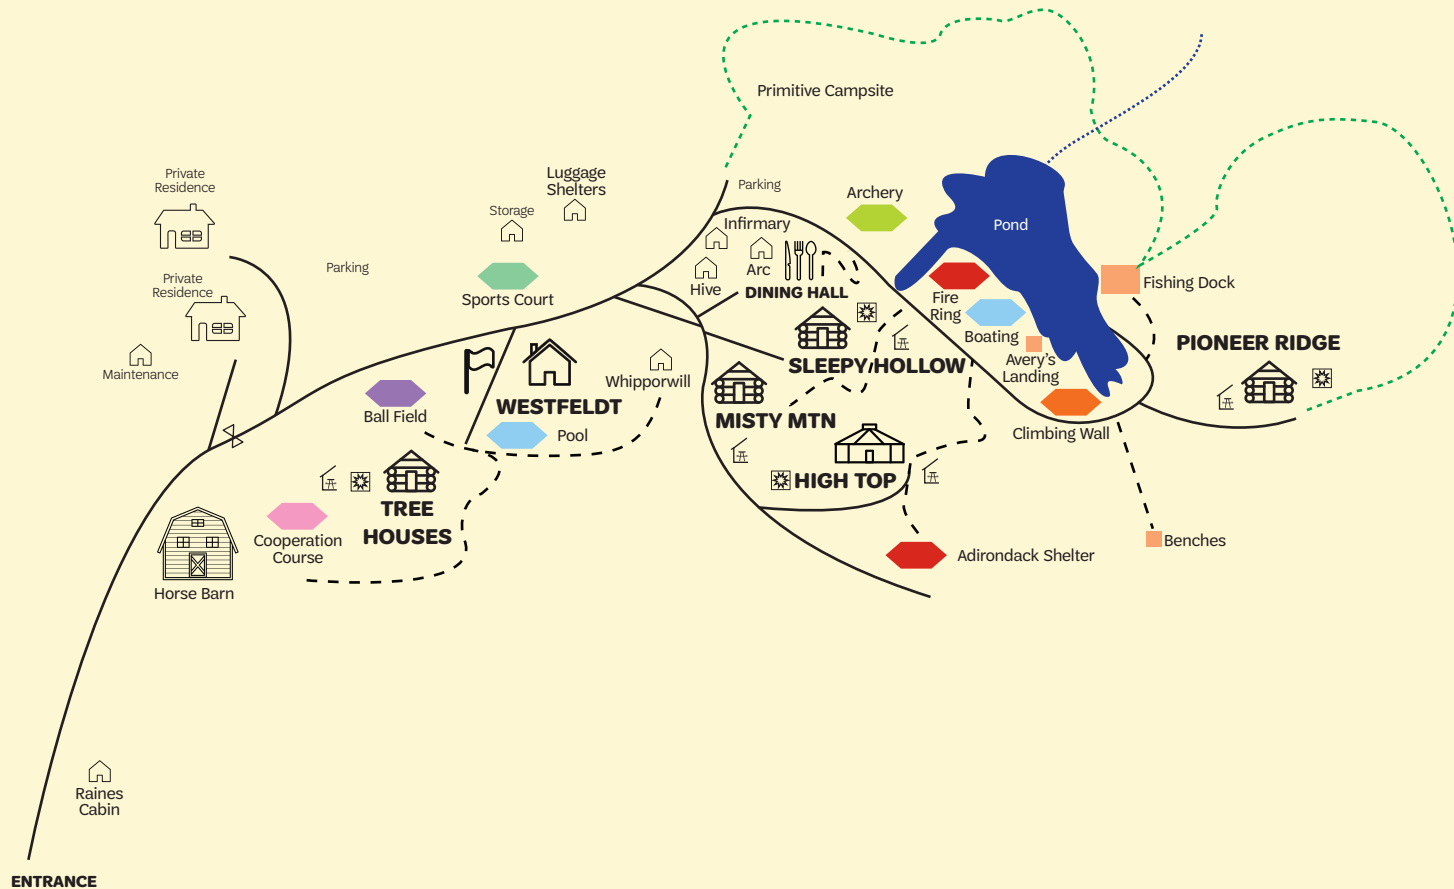 Primitive Campsite
Private
Residence
Luggage
Shelters
Parking
Archery
Storage
Infirmary
Pond
Parking
Arc
Private
Residence
Hive
DINING HALL
Fishing Dock
Sports Court
Fire
Ring
Boating
PIONEER RIDGE
Maintenance
Whipporwill
SLEEPY HOLLOW
Avery's
Landing
Ball Field
WESTFELDT
MISTY MTN
Climbing Wall
Pool
HIGH TOP
TREE
HOUSES
Cooperation
Course
Benches
Adirondack Shelter
Horse Barn
Raines
Cabin
ENTRANCE